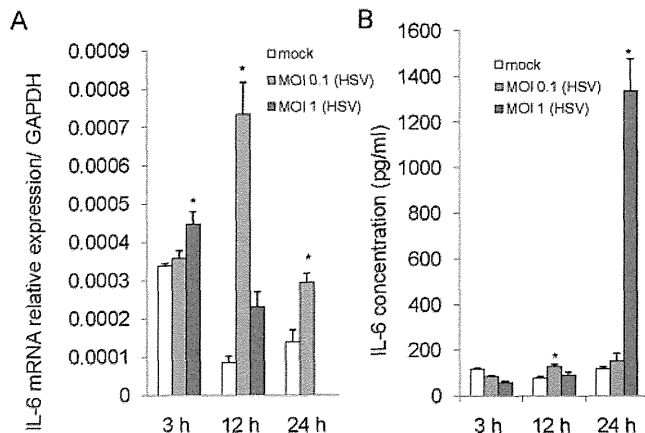 A
IL-6 mRNA relative expression/ GAPDH
0.0009
0.0008
0.0007
0.0006
0.0005
0.0004
0.0003
0.0002
0.0001
0
mock
MOI 0.1 (HSV)
MOI 1 (HSV)
*
*
*
3 h 12 h 24 h
B
IL-6 concentration (pg/ml)
1600
1400
1200
1000
800
600
400
200
0
mock
MOI 0.1 (HSV)
MOI 1 (HSV)
*
*
3 h 12 h 24 h